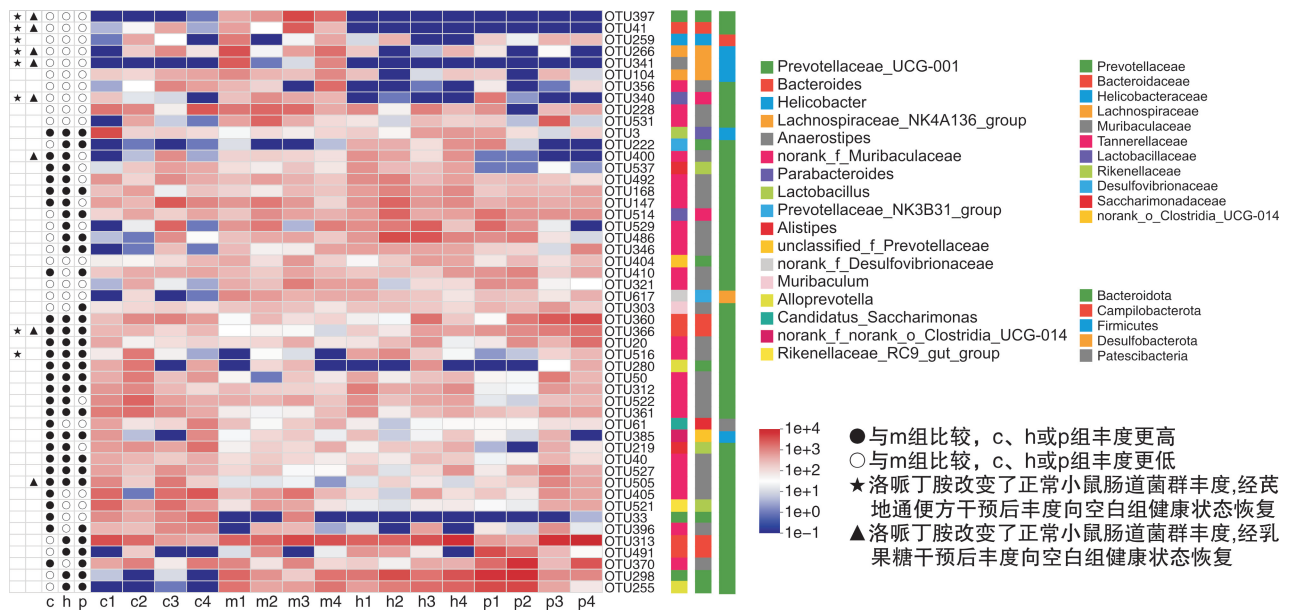 OTU397
OTU41
OTU259
OTU266
OTU341
OTU104
OTU356
OTU340
OTU228
OTU531
OTU3
OTU222
OTU400
OTU537
OTU492
OTU168
OTU147
OTU514
OTU529
OTU486
OTU346
OTU404
OTU410
OTU321
OTU617
OTU303
OTU360
OTU366
OTU20
OTU516
OTU280
OTU50
OTU312
OTU522
OTU361
OTU61
OTU385
OTU219
OTU40
OTU527
OTU505
OTU405
OTU521
OTU33
OTU396
OTU313
OTU491
OTU370
OTU298
OTU255
c h p c1 c2 c3 c4 m1 m2 m3 m4 h1 h2 h3 h4 p1 p2 p3 p4
Prevotellaceae_UCG-001
Bacteroides
Helicobacter
Lachnospiraceae_NK4A136_group
Anaerostipes
norank_f_Muribaculaceae
Parabacteroides
Lactobacillus
Prevotellaceae_NK3B31_group
Alistipes
unclassified_f_Prevotellaceae
norank_f_Desulfovibrionaceae
Muribaculum
Alloprevotella
Candidatus_Saccharimonas
norank_f_norank_o_Clostridia_UCG-014
Rikenellaceae_RC9_gut_group
Prevotellaceae
Bacteroidaceae
Helicobacteraceae
Lachnospiraceae
Muribaculaceae
Tannerellaceae
Lactobacillaceae
Rikenellaceae
Desulfovibrionaceae
Saccharimonadaceae
norank_o_Clostridia_UCG-014
Bacteroidota
Campilobacterota
Firmicutes
Desulfobacterota
Patescibacteria
1e+4
1e+3
1e+2
1e+1
1e+0
1e−1
●与m组比较，c、h或p组丰度更高
○与m组比较，c、h或p组丰度更低
★洛哌丁胺改变了正常小鼠肠道菌群丰度,经芪
地通便方干预后丰度向空白组健康状态恢复
▲洛哌丁胺改变了正常小鼠肠道菌群丰度,经乳
果糖干预后丰度向空白组健康状态恢复